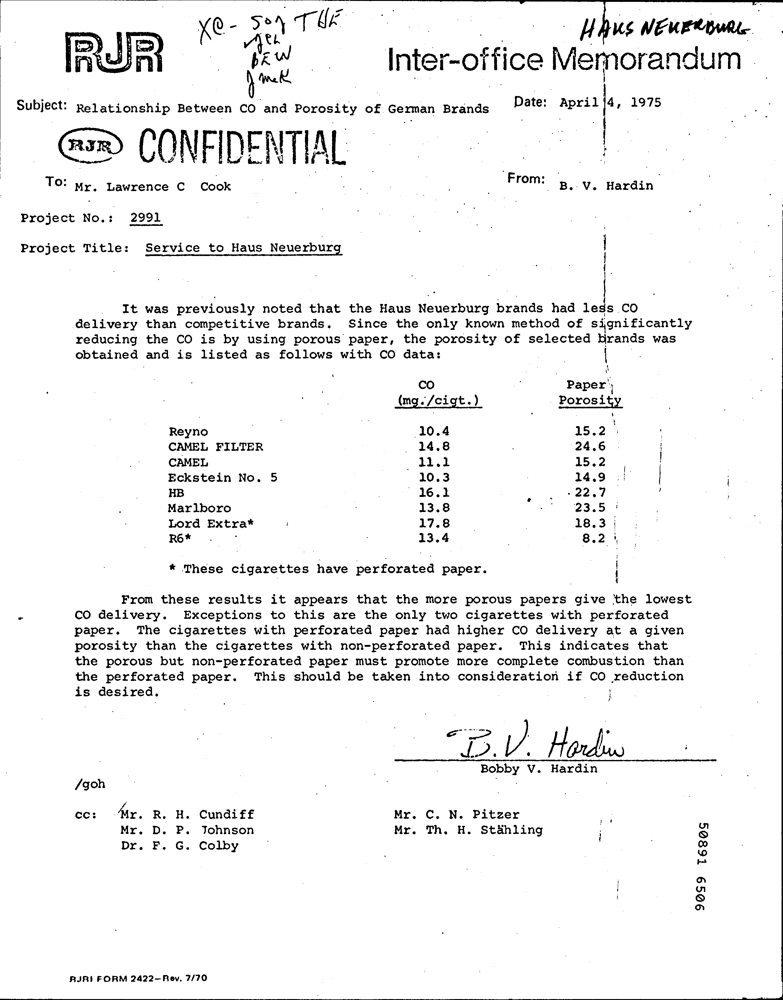 XC - 509 THE
HAUS NEUERBURG
RJR
Inter-office Memorandum
Subject: Relationship Between CO and Porosity of German Brands Date: April 4, 1975
RJR CONFIDENTIAL
To: Mr. Lawrence C Cook From: B. V. Hardin
Project No.: 2991
Project Title: Service to Haus Neuerburg
It was previously noted that the Haus Neuerburg brands had less CO
delivery than competitive brands. Since the only known method of significantly
reducing the CO is by using porous paper, the porosity of selected brands was
obtained and is listed as follows with CO data:
CO Paper
(mg./cigt.) Porosity
Reyno 10.4 15.2
CAMEL FILTER 14.8 24.6
CAMEL 11.1 15.2
Eckstein No. 5 10.3 14.9
HB 16.1 22.7
Marlboro 13.8 23.5
Lord Extra* 17.8 18.3
R6* 13.4 8.2
* These cigarettes have perforated paper.
From these results it appears that the more porous papers give the lowest
CO delivery. Exceptions to this are the only two cigarettes with perforated
paper. The cigarettes with perforated paper had higher CO delivery at a given
porosity than the cigarettes with non-perforated paper. This indicates that
the porous but non-perforated paper must promote more complete combustion than
the perforated paper. This should be taken into consideration if CO reduction
is desired.
B. V. Hardin
Bobby V. Hardin
/goh
cc: Mr. R. H. Cundiff Mr. C. N. Pitzer
Mr. D. P. Johnson Mr. Th. H. Stähling
Dr. F. G. Colby
50891 6506
RJRI FORM 2422—Rev. 7/70